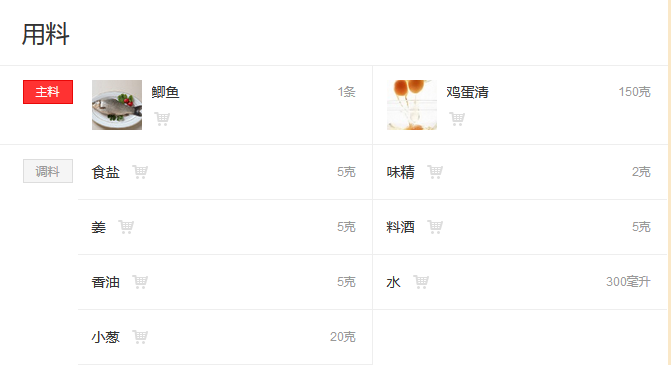 用料
主料 鲫鱼 1条 鸡蛋清 150克
调料 食盐 5克 味精 2克
姜 5克 料酒 5克
香油 5克 水 300毫升
小葱 20克